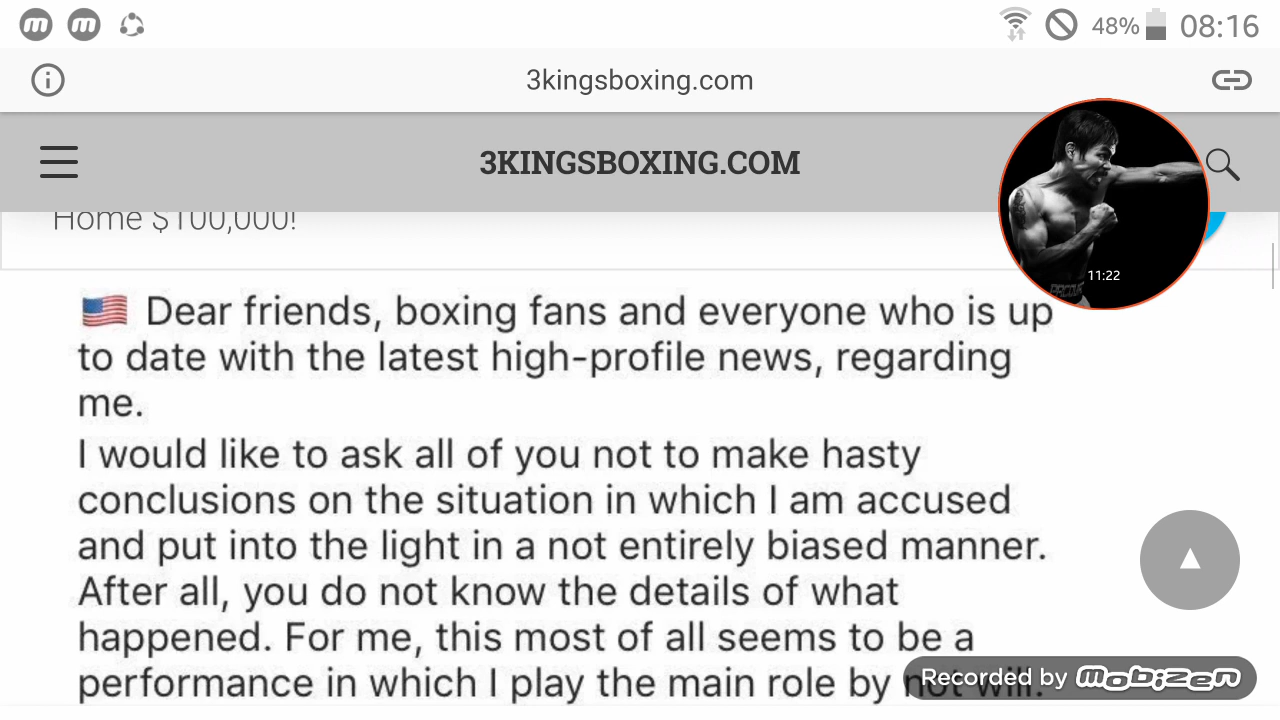 48% 08:16
3kingsboxing.com
3KINGSBOXING.COM
Home $100,000!
11:22
🇺🇸 Dear friends, boxing fans and everyone who is up
to date with the latest high-profile news, regarding
me.
I would like to ask all of you not to make hasty
conclusions on the situation in which I am accused
and put into the light in a not entirely biased manner.
After all, you do not know the details of what
happened. For me, this most of all seems to be a
performance in which I play the main role by not will.
Recorded by mobizen